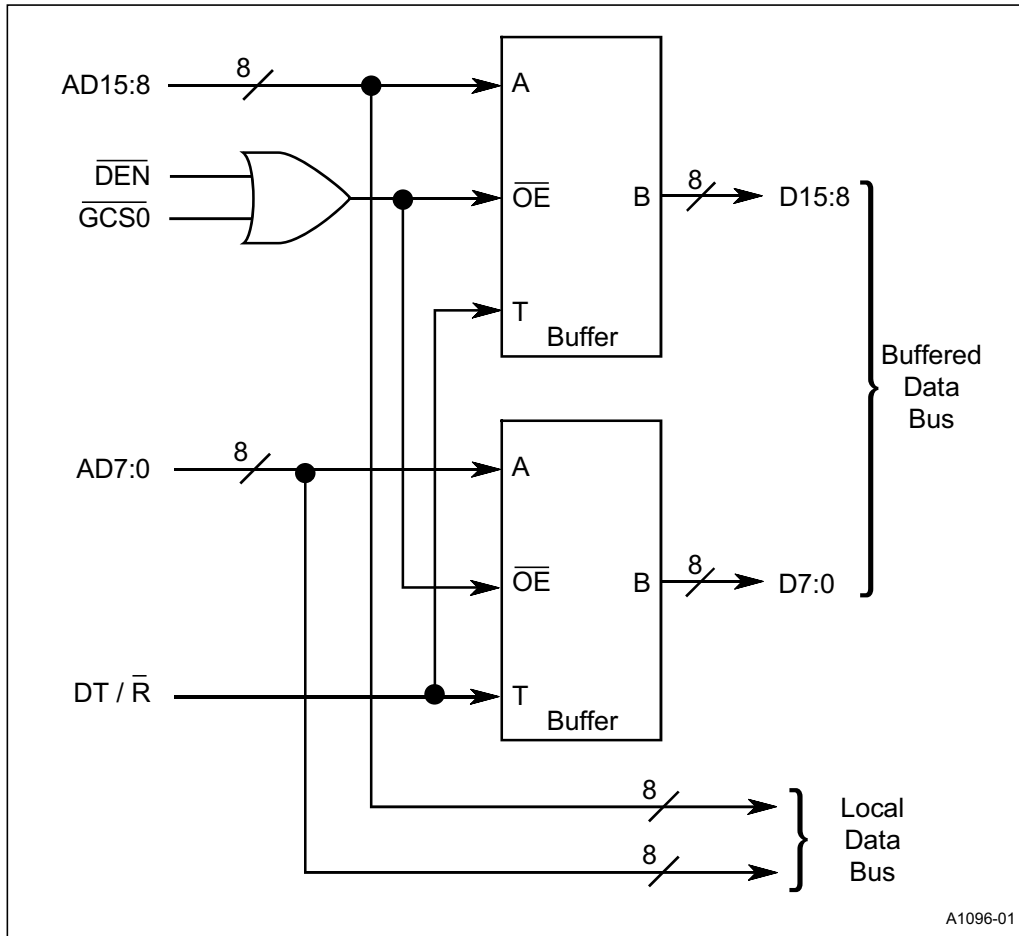 AD15:8
8
A
DEN
GCS0
OE
B
8
D15:8
T
Buffer
Buffered
Data
Bus
AD7:0
8
A
OE
B
8
D7:0
DT / R
T
Buffer
8
8
Local
Data
Bus
A1096-01